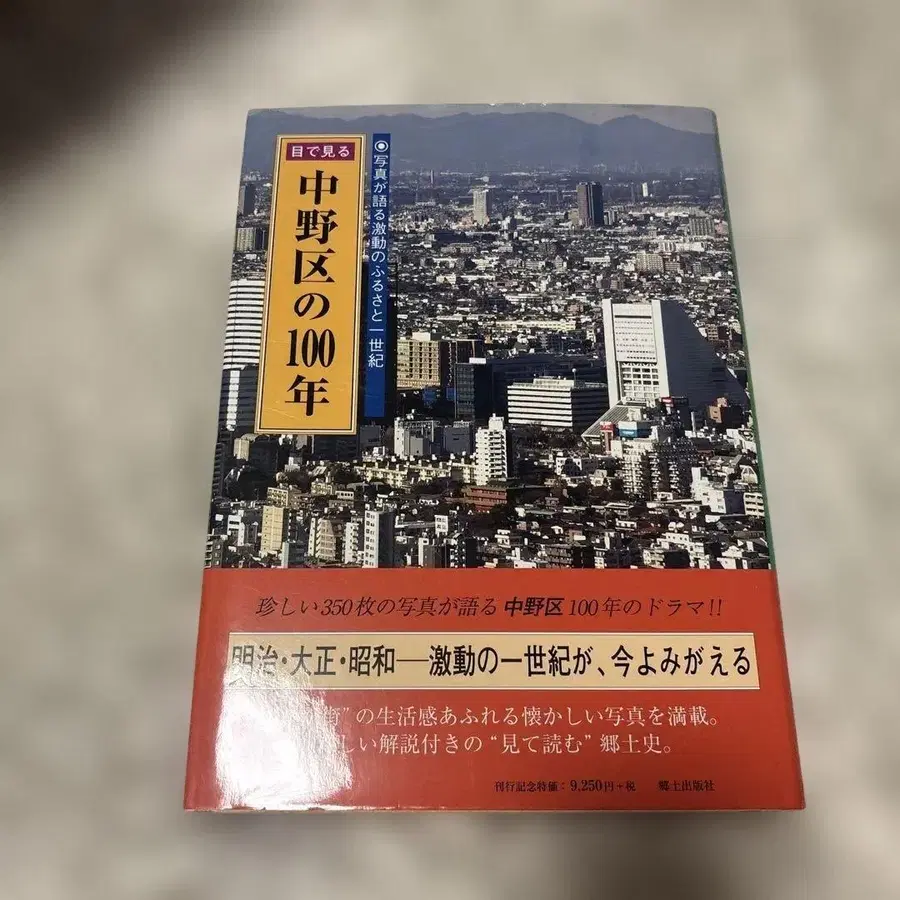 目で見る
中野区の100年
◉写真が語る激動のふるさと一世紀
珍しい350枚の写真が語る 中野区 100年のドラマ!!
明治・大正・昭和──激動の一世紀が、今よみがえる
街”の生活感あふれる懐かしい写真を満載。
しい解説付きの“見て読む”郷土史。
刊行記念特価：9,250円+税 郷土出版社